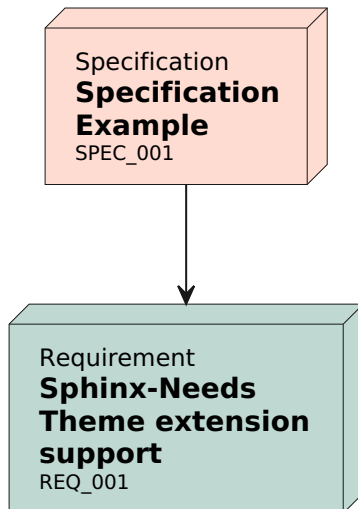 Specification
Specification
Example
SPEC_001
Requirement
Sphinx-Needs
Theme extension
support
REQ_001